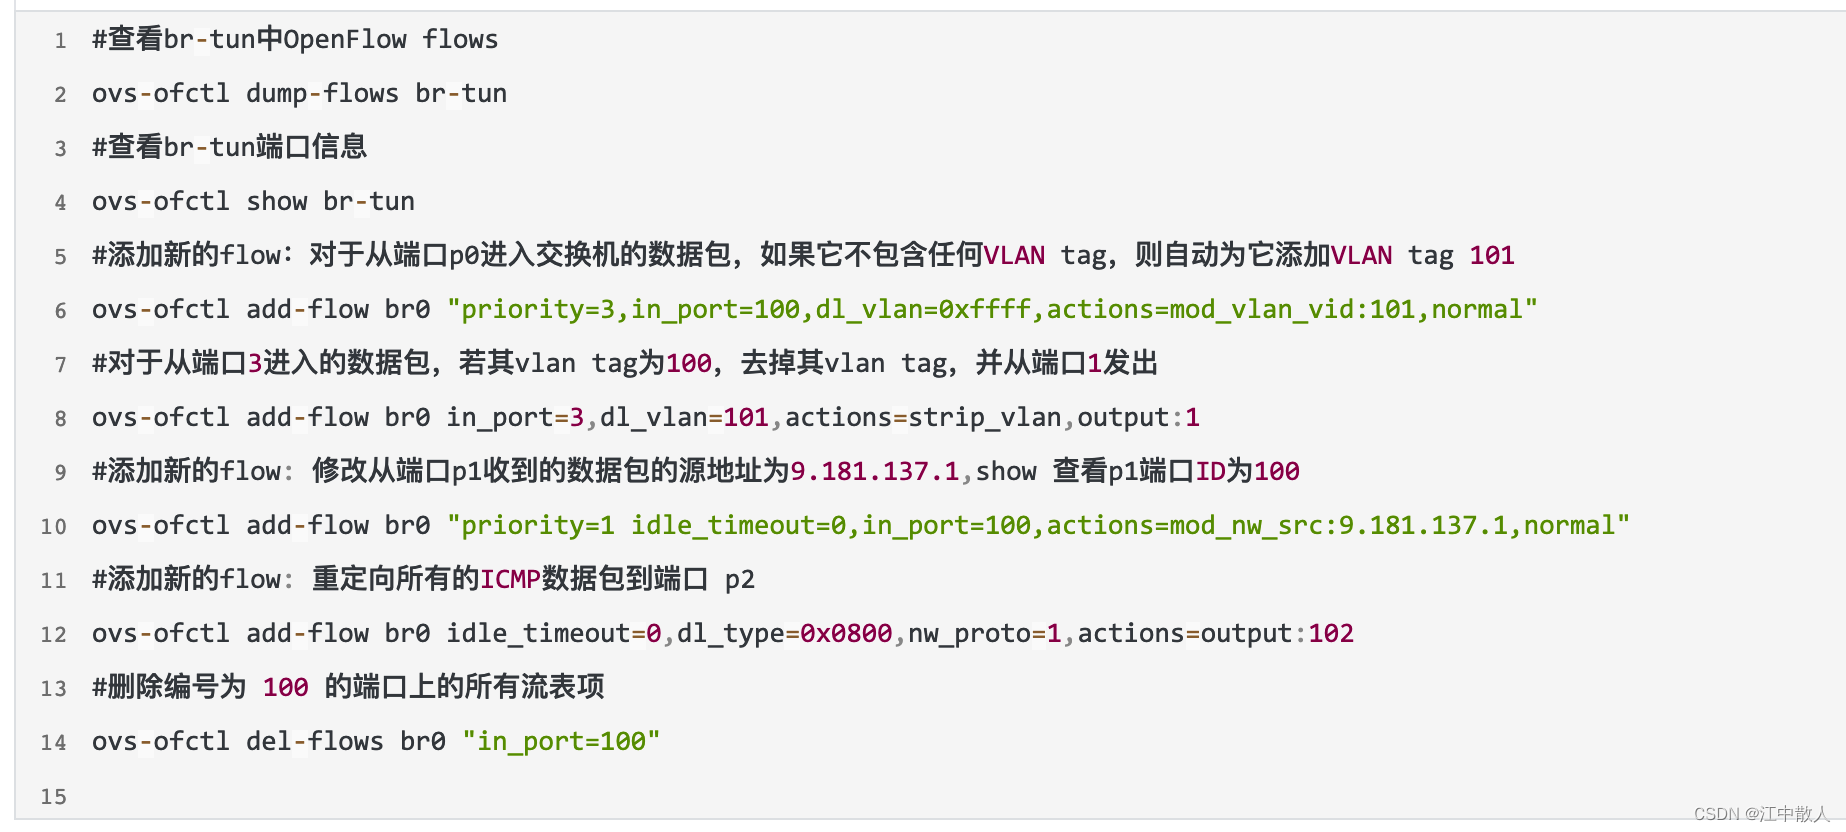 1 #查看br-tun中OpenFlow flows
2 ovs-ofctl dump-flows br-tun
3 #查看br-tun端口信息
4 ovs-ofctl show br-tun
5 #添加新的flow：对于从端口p0进入交换机的数据包，如果它不包含任何VLAN tag，则自动为它添加VLAN tag 101
6 ovs-ofctl add-flow br0 "priority=3,in_port=100,dl_vlan=0xffff,actions=mod_vlan_vid:101,normal"
7 #对于从端口3进入的数据包，若其vlan tag为100，去掉其vlan tag，并从端口1发出
8 ovs-ofctl add-flow br0 in_port=3,dl_vlan=101,actions=strip_vlan,output:1
9 #添加新的flow: 修改从端口p1收到的数据包的源地址为9.181.137.1,show 查看p1端口ID为100
10 ovs-ofctl add-flow br0 "priority=1 idle_timeout=0,in_port=100,actions=mod_nw_src:9.181.137.1,normal"
11 #添加新的flow: 重定向所有的ICMP数据包到端口 p2
12 ovs-ofctl add-flow br0 idle_timeout=0,dl_type=0x0800,nw_proto=1,actions=output:102
13 #删除编号为 100 的端口上的所有流表项
14 ovs-ofctl del-flows br0 "in_port=100"
15
CSDN @江中散人